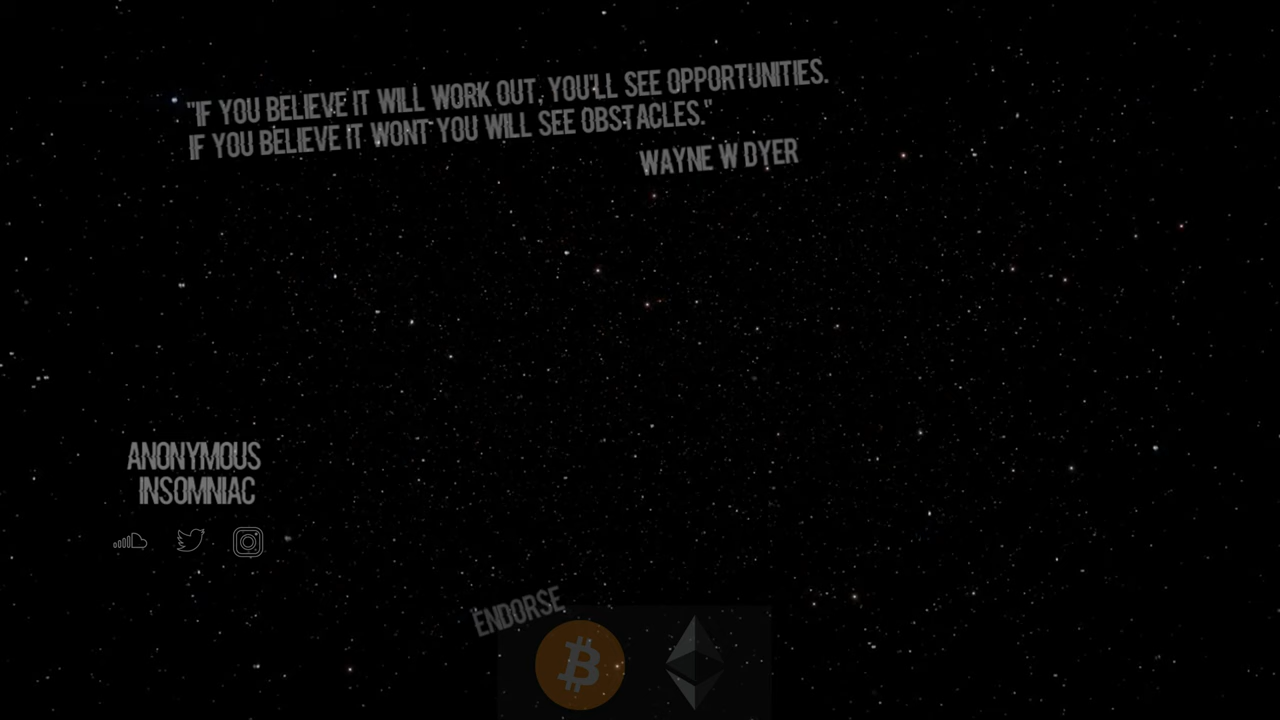 "IF YOU BELIEVE IT WILL WORK OUT, YOU'LL SEE OPPORTUNITIES.
IF YOU BELIEVE IT WONT YOU WILL SEE OBSTACLES."
WAYNE W DYER
ANONYMOUS
INSOMNIAC
ENDORSE